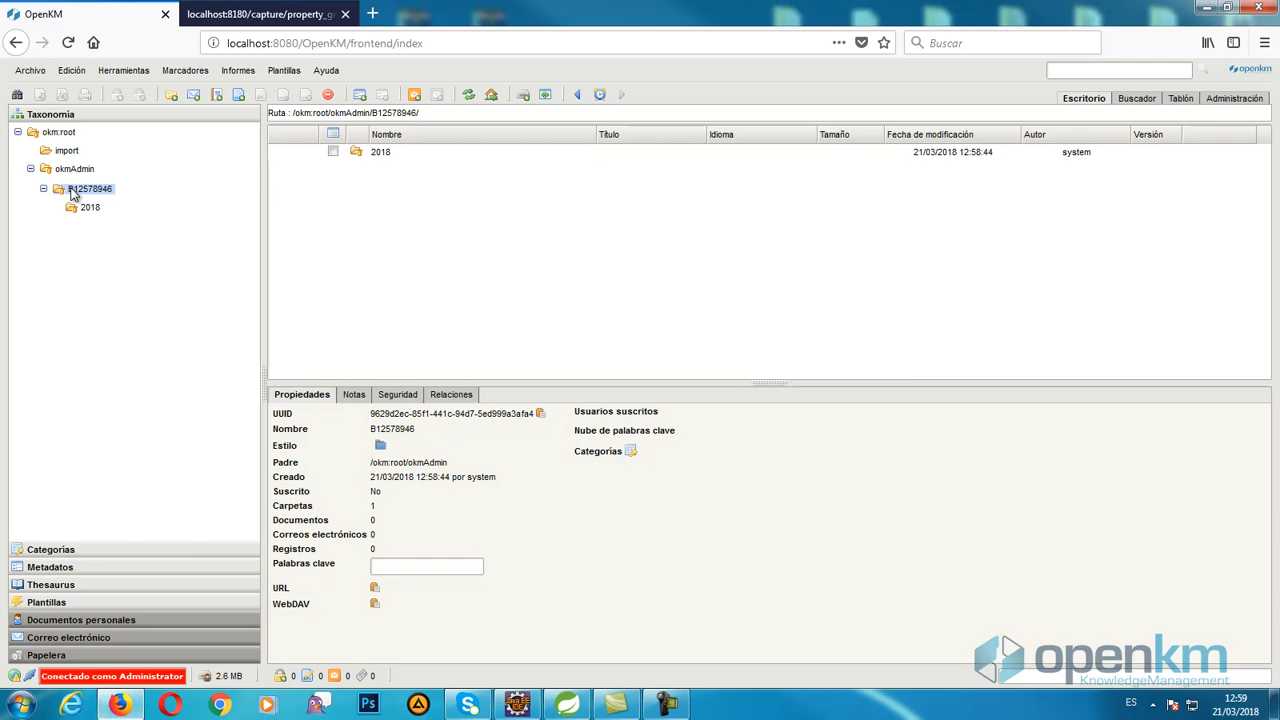 OpenKM
localhost:8180/capture/property_g
localhost:8080/OpenKM/frontend/index
Buscar
Archivo Edición Herramientas Marcadores Informes Plantillas Ayuda
openkm
Taxonomía
Ruta : /okm:root/okmAdmin/B12578946/
Escritorio Buscador Tablón Administración
okm:root
import
okmAdmin
B12578946
2018
Nombre Título Idioma Tamaño Fecha de modificación Autor Versión
2018 21/03/2018 12:58:44 system
Propiedades Notas Seguridad Relaciones
UUID 9629d2ec-85f1-441c-94d7-5ed999a3afa4
Nombre B12578946
Estilo
Padre /okm:root/okmAdmin
Creado 21/03/2018 12:58:44 por system
Suscrito No
Carpetas 1
Documentos 0
Correos electrónicos 0
Registros 0
Palabras clave
URL
WebDAV
Usuarios suscritos
Nube de palabras clave
Categorías
Categorías
Metadatos
Thesaurus
Plantillas
Documentos personales
Correo electrónico
Papelera
Conectado como Administrator 2.6 MB 0 0 0 0
openkm
KnowledgeManagement
ES 12:59
21/03/2018